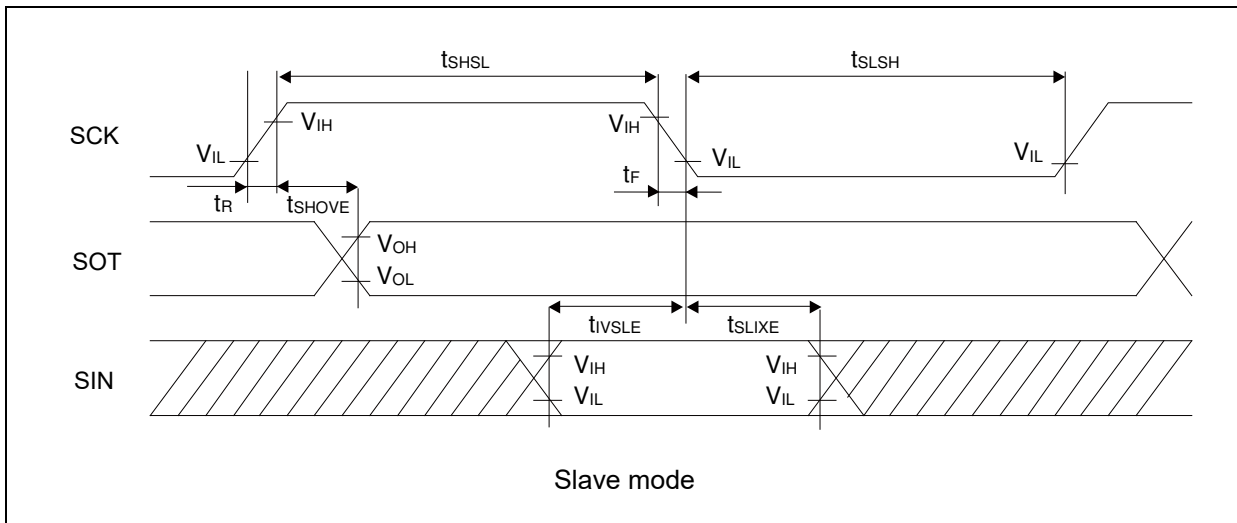 tSHSL
tSLSH
SCK
VIH
VIH
VIL
VIL
VIL
tR
tSHOVE
tF
SOT
VOH
VOL
tIVSLE
tSLIXE
SIN
VIH
VIH
VIL
VIL
Slave mode